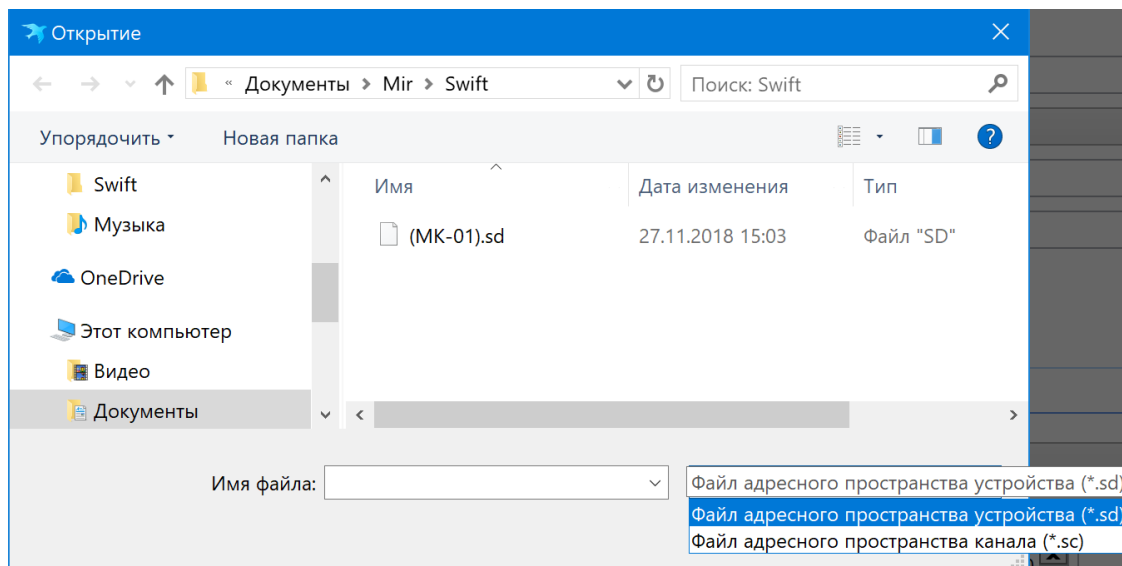 Открытие
« Документы > Mir > Swift
Поиск: Swift
Упорядочить
Новая папка
?
Swift
Музыка
OneDrive
Этот компьютер
Видео
Документы
Имя
Дата изменения
Тип
(МК-01).sd
27.11.2018 15:03
Файл "SD"
Имя файла:
Файл адресного пространства устройства (*.sd)
Файл адресного пространства устройства (*.sd)
Файл адресного пространства канала (*.sc)